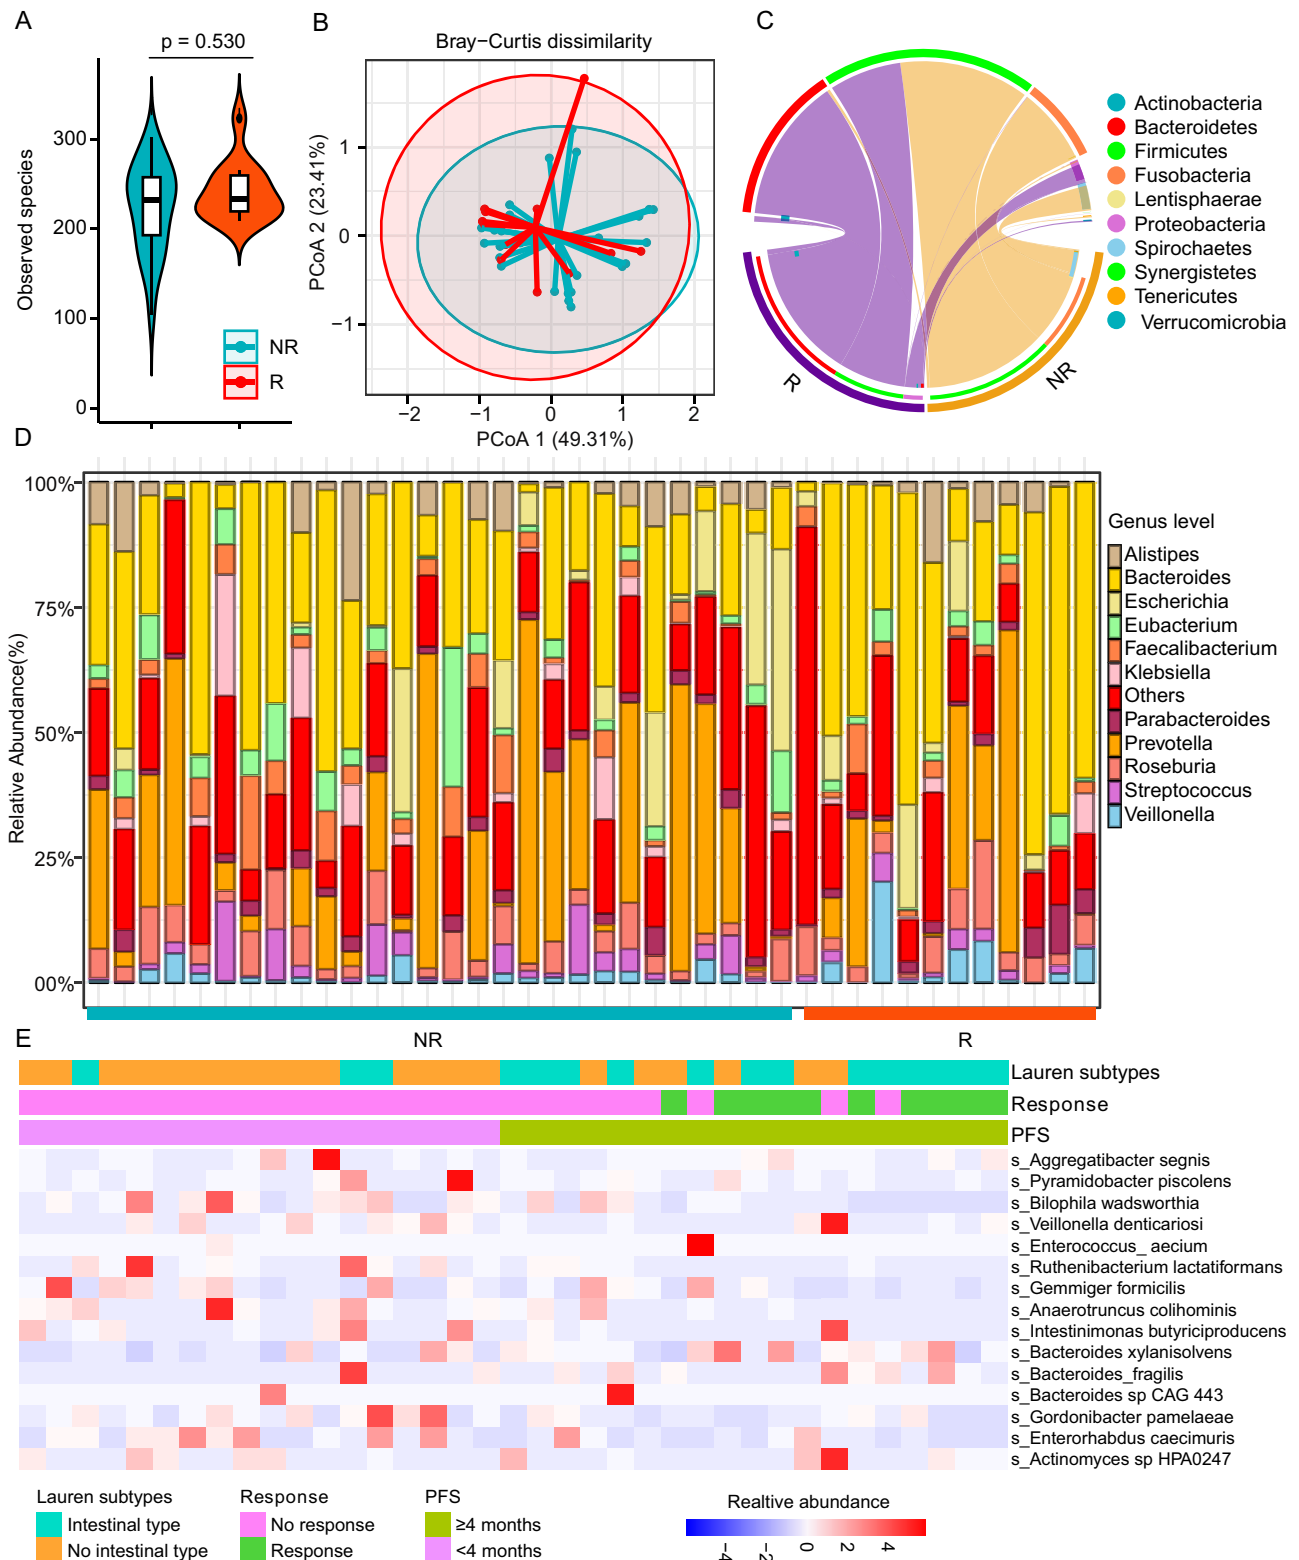 A
p = 0.530
Observed species
300
200
100
0
NR
R
B
Bray−Curtis dissimilarity
PCoA 2 (23.41%)
1
0
−1
−2
−1
0
1
2
PCoA 1 (49.31%)
C
R
NR
Actinobacteria
Bacteroidetes
Firmicutes
Fusobacteria
Lentisphaerae
Proteobacteria
Spirochaetes
Synergistetes
Tenericutes
Verrucomicrobia
D
Relative Abundance(%)
100%
75%
50%
25%
00%
NR
R
Genus level
Alistipes
Bacteroides
Escherichia
Eubacterium
Faecalibacterium
Klebsiella
Others
Parabacteroides
Prevotella
Roseburia
Streptococcus
Veillonella
E
Lauren subtypes
Response
PFS
s_Aggregatibacter segnis
s_Pyramidobacter piscolens
s_Bilophila wadsworthia
s_Veillonella denticariosi
s_Enterococcus_ aecium
s_Ruthenibacterium lactatiformans
s_Gemmiger formicilis
s_Anaerotruncus colihominis
s_Intestinimonas butyriciproducens
s_Bacteroides xylanisolvens
s_Bacteroides_fragilis
s_Bacteroides sp CAG 443
s_Gordonibacter pamelaeae
s_Enterorhabdus caecimuris
s_Actinomyces sp HPA0247
Lauren subtypes
Intestinal type
No intestinal type
Response
No response
Response
PFS
≥4 months
<4 months
Realtive abundance
−4
−2
0
2
4